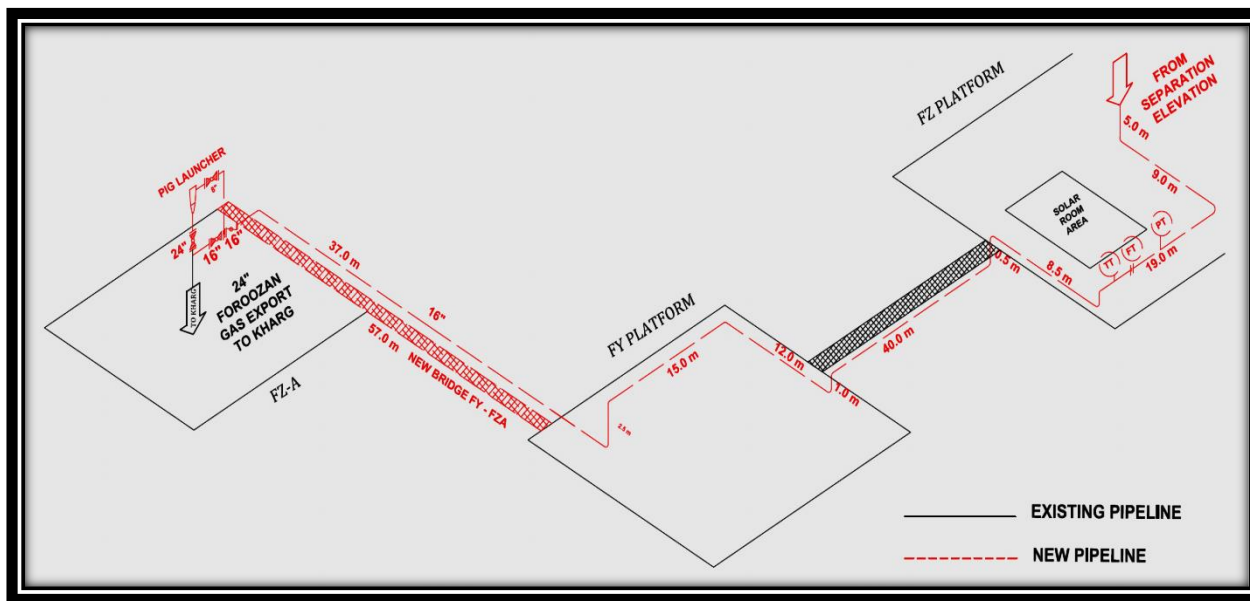 FZ PLATFORM
FROM
SEPARATION
ELEVATION
5.0 m
9.0 m
SOLAR
ROOM
AREA
PT
FT
TT
19.0 m
8.5 m
0.5 m
40.0 m
1.0 m
12.0 m
15.0 m
FY PLATFORM
2.5 m
16"
37.0 m
57.0 m NEW BRIDGE FY - FZA
PIG LAUNCHER
24"
16"
16"
TO KHARG
24"
FOROOZAN
GAS EXPORT
TO KHARG
FZ-A
EXISTING PIPELINE
NEW PIPELINE